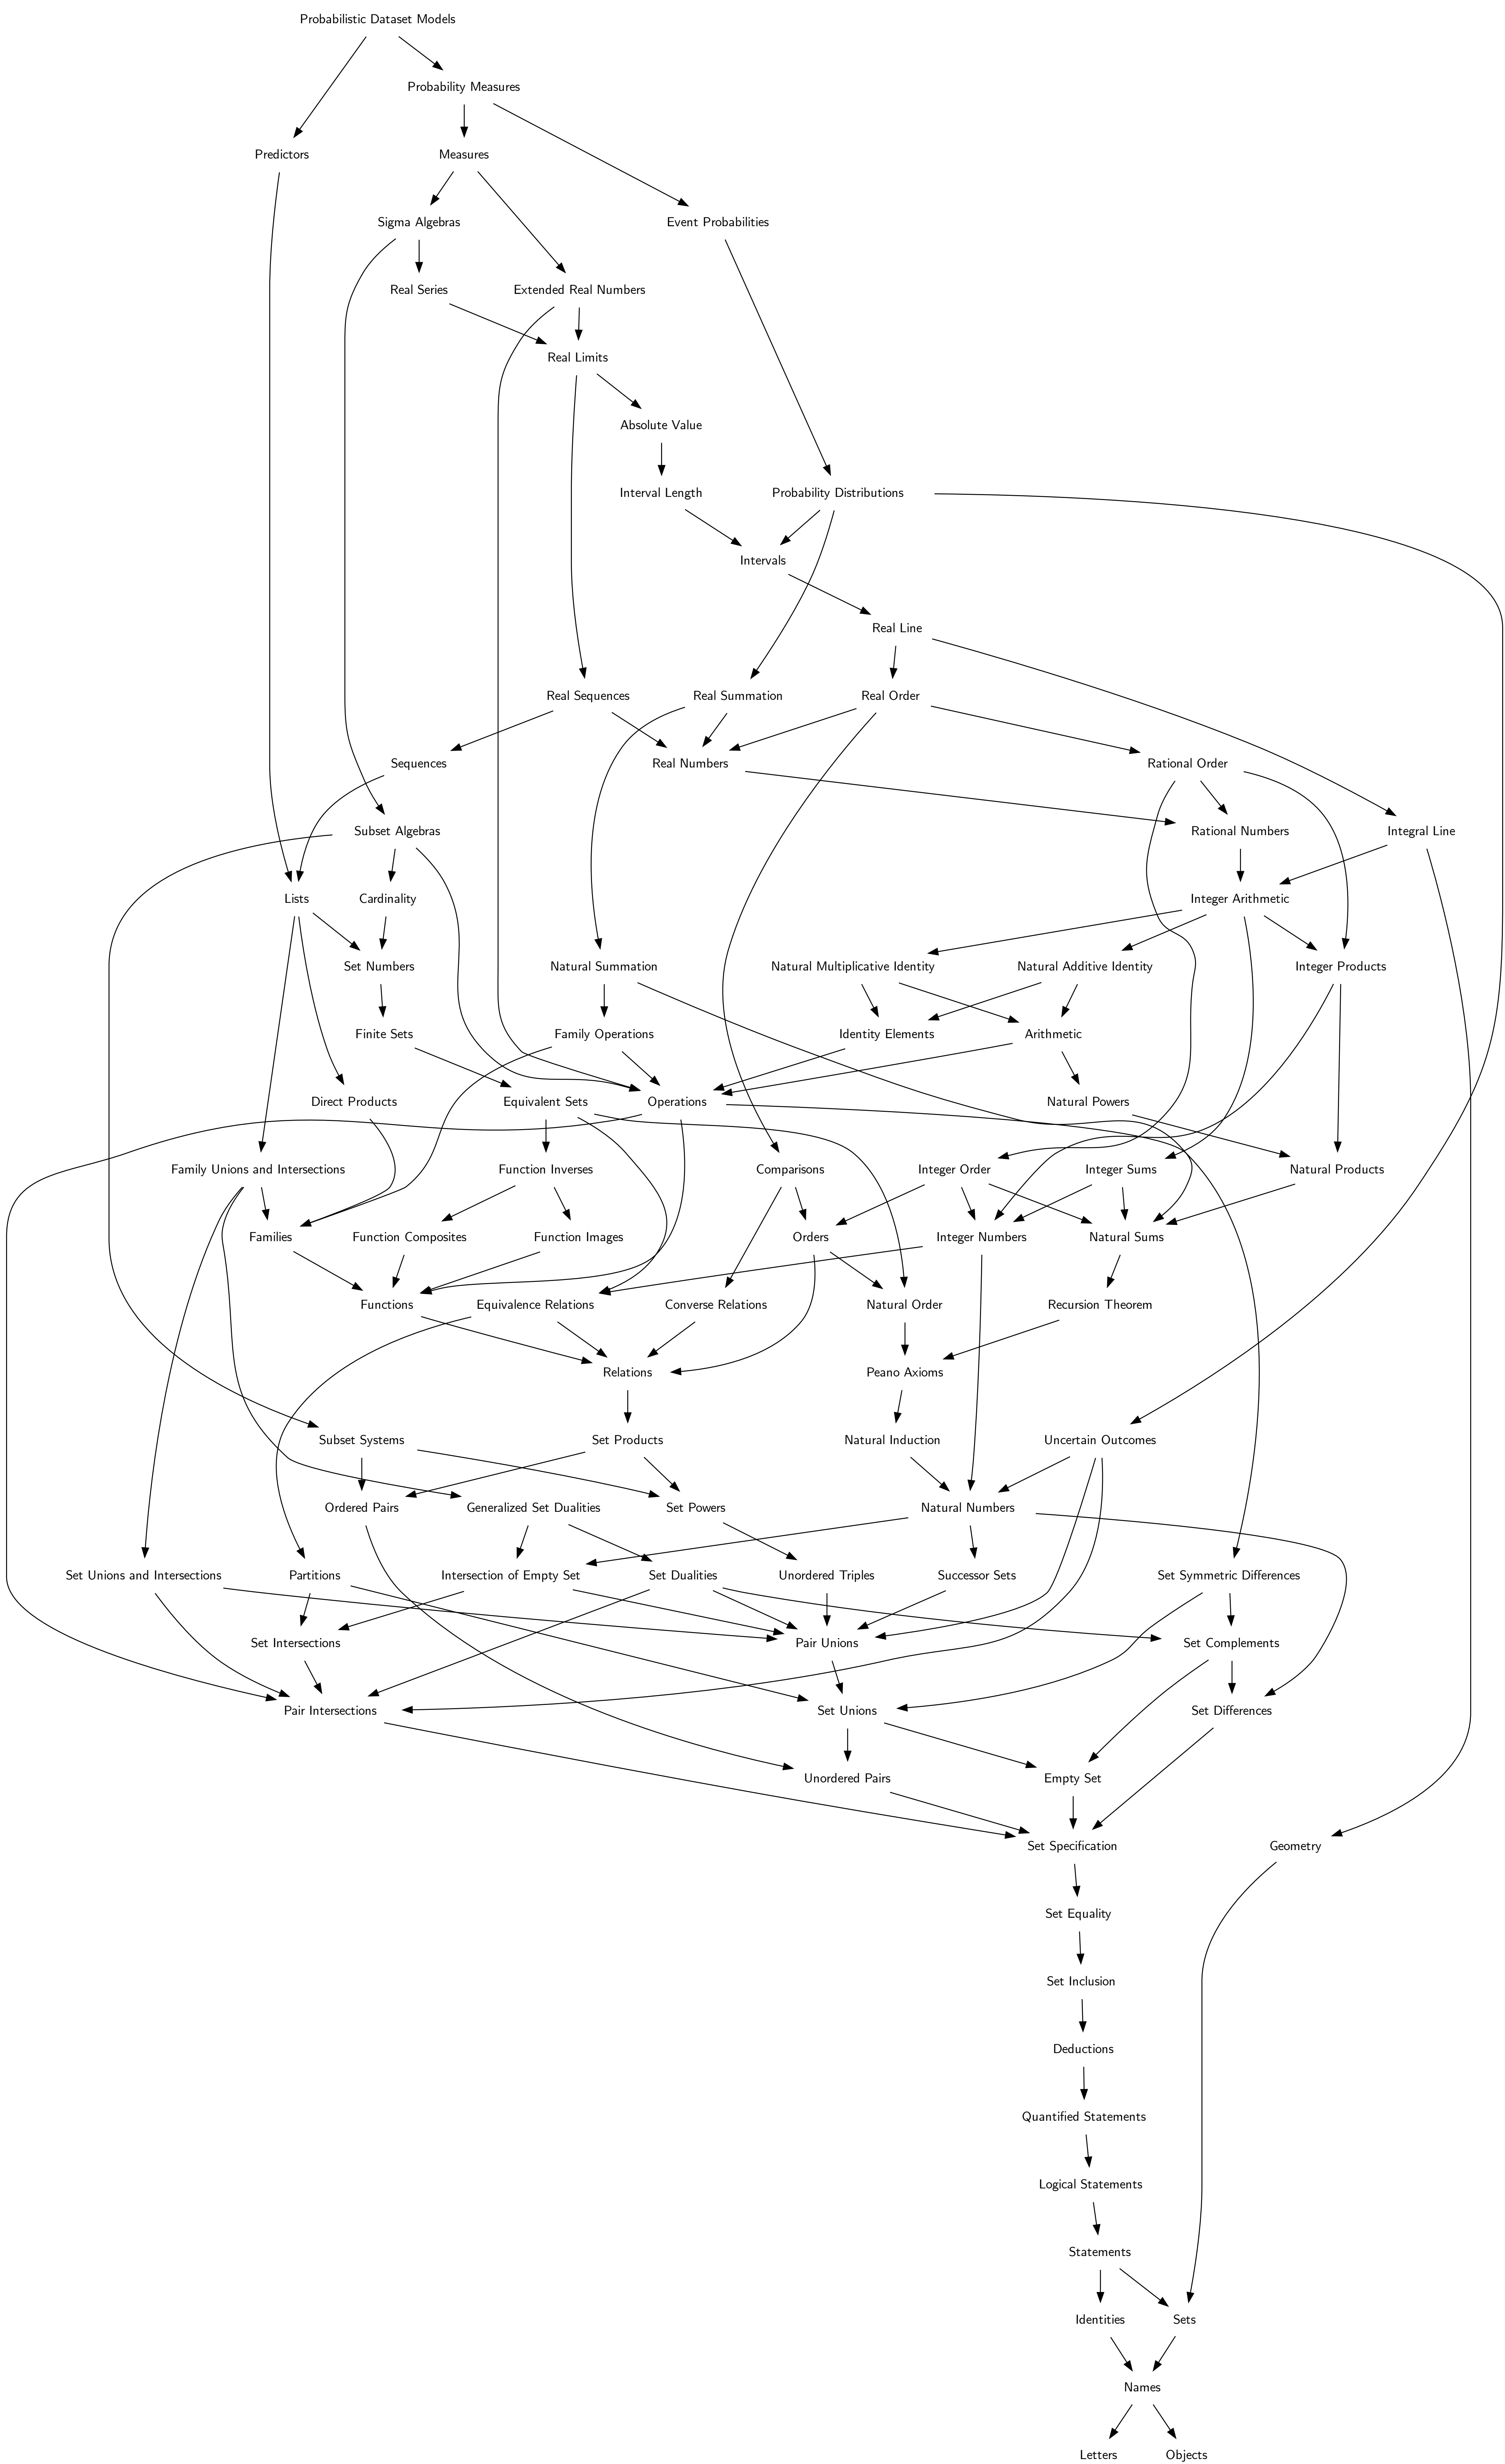 Probabilistic Dataset Models
Probability Measures
Predictors
Measures
Sigma Algebras
Event Probabilities
Real Series
Extended Real Numbers
Real Limits
Absolute Value
Interval Length
Probability Distributions
Intervals
Real Line
Real Sequences
Real Summation
Real Order
Sequences
Real Numbers
Rational Order
Subset Algebras
Rational Numbers
Integral Line
Lists
Cardinality
Integer Arithmetic
Set Numbers
Natural Summation
Natural Multiplicative Identity
Natural Additive Identity
Integer Products
Finite Sets
Family Operations
Identity Elements
Arithmetic
Direct Products
Equivalent Sets
Operations
Natural Powers
Family Unions and Intersections
Function Inverses
Comparisons
Integer Order
Integer Sums
Natural Products
Families
Function Composites
Function Images
Orders
Integer Numbers
Natural Sums
Functions
Equivalence Relations
Converse Relations
Natural Order
Recursion Theorem
Relations
Peano Axioms
Subset Systems
Set Products
Natural Induction
Uncertain Outcomes
Ordered Pairs
Generalized Set Dualities
Set Powers
Natural Numbers
Set Unions and Intersections
Partitions
Intersection of Empty Set
Set Dualities
Unordered Triples
Successor Sets
Set Symmetric Differences
Set Intersections
Pair Unions
Set Complements
Pair Intersections
Set Unions
Set Differences
Unordered Pairs
Empty Set
Set Specification
Geometry
Set Equality
Set Inclusion
Deductions
Quantified Statements
Logical Statements
Statements
Identities
Sets
Names
Letters
Objects